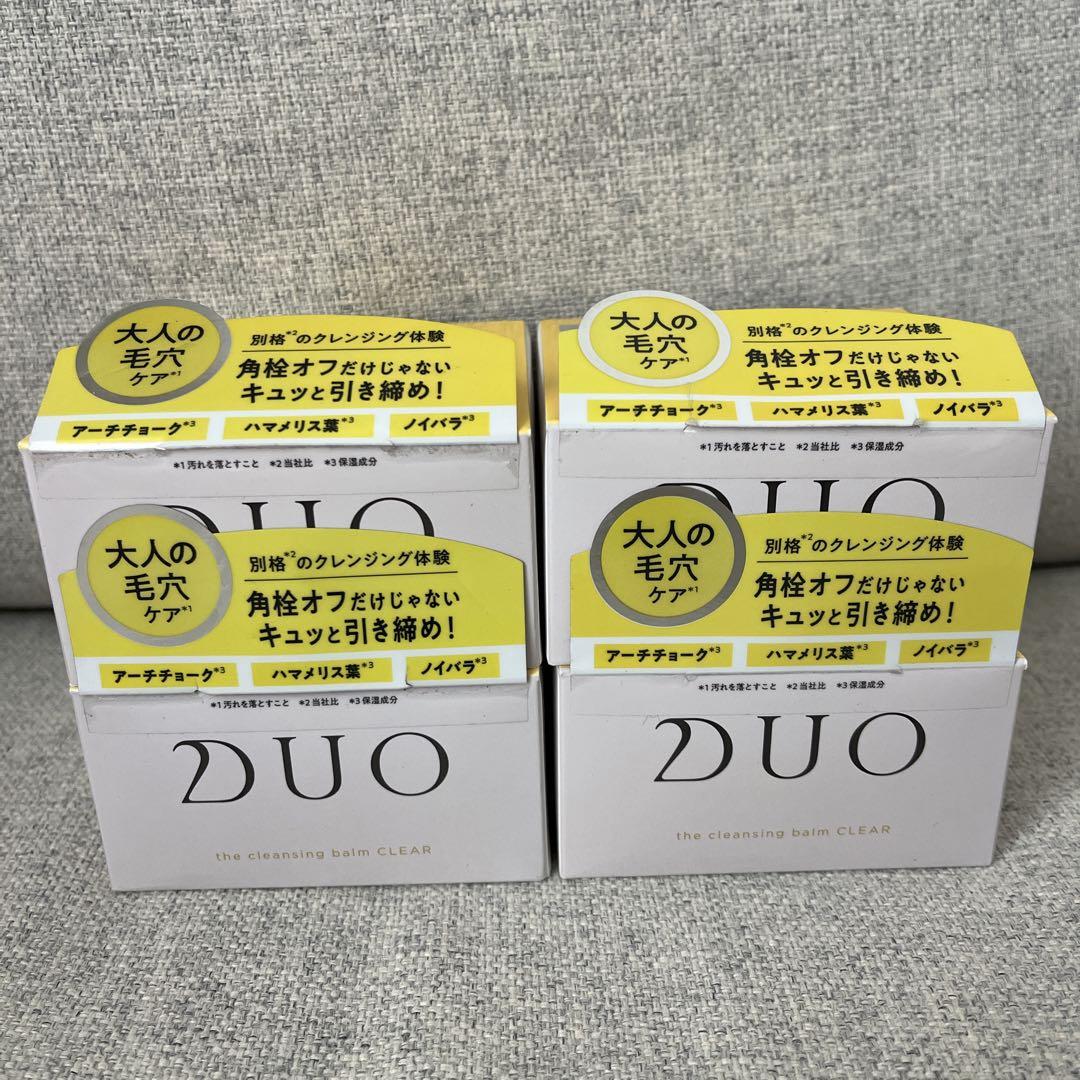 大人の
毛穴
ケア*1
別格*2のクレンジング体験
角栓オフだけじゃない
キュッと引き締め!
アーチチョーク*3
ハマメリス葉*3
ノイバラ*3
*1 汚れを落とすこと *2 当社比 *3 保湿成分
DUO
大人の
毛穴
ケア*1
別格*2のクレンジング体験
角栓オフだけじゃない
キュッと引き締め!
アーチチョーク*3
ハマメリス葉*3
ノイバラ*3
*1 汚れを落とすこと *2 当社比 *3 保湿成分
DUO
大人の
毛穴
ケア*1
別格*2のクレンジング体験
角栓オフだけじゃない
キュッと引き締め!
アーチチョーク*3
ハマメリス葉*3
ノイバラ*3
*1 汚れを落とすこと *2 当社比 *3 保湿成分
DUO
the cleansing balm CLEAR
大人の
毛穴
ケア*1
別格*2のクレンジング体験
角栓オフだけじゃない
キュッと引き締め!
アーチチョーク*3
ハマメリス葉*3
ノイバラ*3
*1 汚れを落とすこと *2 当社比 *3 保湿成分
DUO
the cleansing balm CLEAR